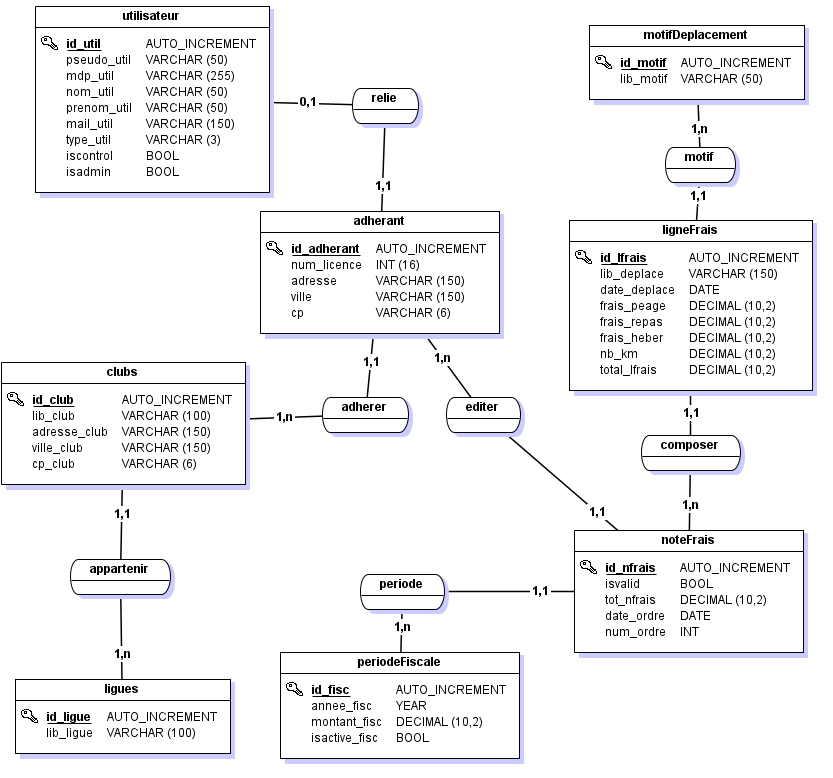 utilisateur
id_util AUTO_INCREMENT
pseudo_util VARCHAR (50)
mdp_util VARCHAR (255)
nom_util VARCHAR (50)
prenom_util VARCHAR (50)
mail_util VARCHAR (150)
type_util VARCHAR (3)
iscontrol BOOL
isadmin BOOL
0,1
relie
1,1
motifDeplacement
id_motif AUTO_INCREMENT
lib_motif VARCHAR (50)
1,n
motif
1,1
adherant
id_adherant AUTO_INCREMENT
num_licence INT (16)
adresse VARCHAR (150)
ville VARCHAR (150)
cp VARCHAR (6)
ligneFrais
id_lfrais AUTO_INCREMENT
lib_deplace VARCHAR (150)
date_deplace DATE
frais_peage DECIMAL (10,2)
frais_repas DECIMAL (10,2)
frais_heber DECIMAL (10,2)
nb_km DECIMAL (10,2)
total_lfrais DECIMAL (10,2)
1,1
1,n
clubs
id_club AUTO_INCREMENT
lib_club VARCHAR (100)
adresse_club VARCHAR (150)
ville_club VARCHAR (150)
cp_club VARCHAR (6)
1,n
adherer
editer
1,1
composer
1,n
1,1
1,1
appartenir
1,n
noteFrais
id_nfrais AUTO_INCREMENT
isvalid BOOL
tot_nfrais DECIMAL (10,2)
date_ordre DATE
num_ordre INT
periode
1,1
1,n
periodeFiscale
id_fisc AUTO_INCREMENT
annee_fisc YEAR
montant_fisc DECIMAL (10,2)
isactive_fisc BOOL
ligues
id_ligue AUTO_INCREMENT
lib_ligue VARCHAR (100)